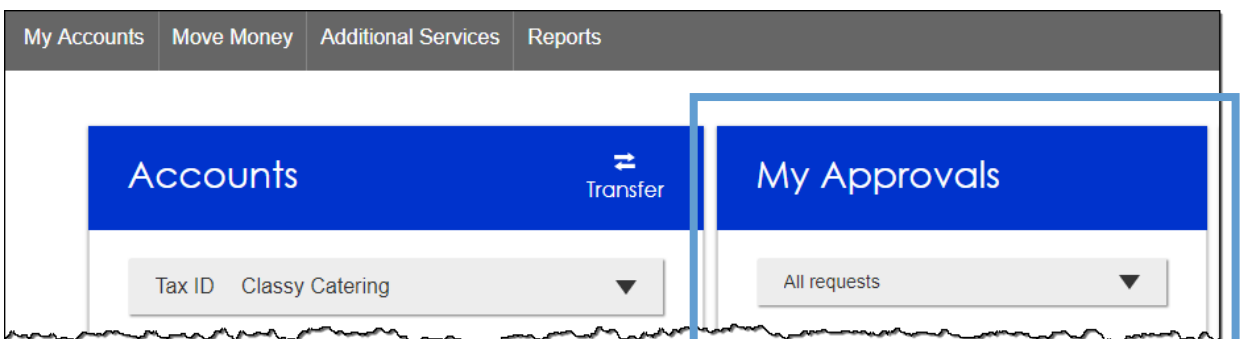 My Accounts Move Money Additional Services Reports
Accounts
Transfer
My Approvals
Tax ID Classy Catering
All requests